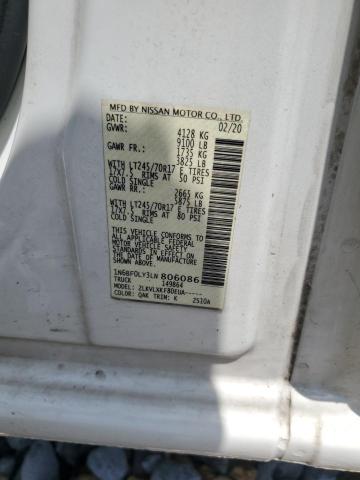 MFD BY NISSAN MOTOR CO., LTD.
DATE: 02/20
GVWR: 4128 KG
9100 LB
GAWR FR.: 1735 KG
3825 LB
WITH LT245/70R17 E TIRES
17X7.5 RIMS AT 50 PSI
COLD SINGLE
GAWR RR.: 2665 KG
5875 LB
WITH LT245/70R17 E TIRES
17X7.5 RIMS AT 80 PSI
COLD SINGLE
THIS VEHICLE CONFORMS TO ALL
APPLICABLE U.S. FEDERAL MOTOR
VEHICLE SAFETY STANDARDS IN
EFFECT ON THE DATE OF
MANUFACTURE SHOWN ABOVE.
1N6BF0LY3LN 806086
TRUCK 149864
MODEL: ZLKVLXKF80EUA-----
COLOR: QAK TRIM: K 2510A